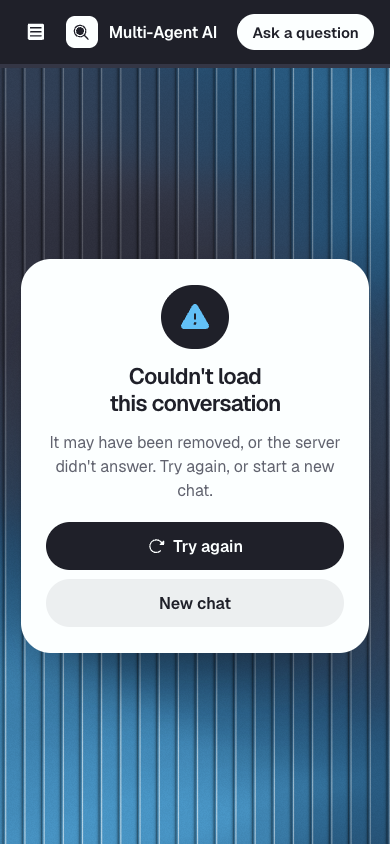 Multi-Agent AI
Ask a question
Couldn't load
this conversation
It may have been removed, or the server
didn't answer. Try again, or start a new
chat.
Try again
New chat